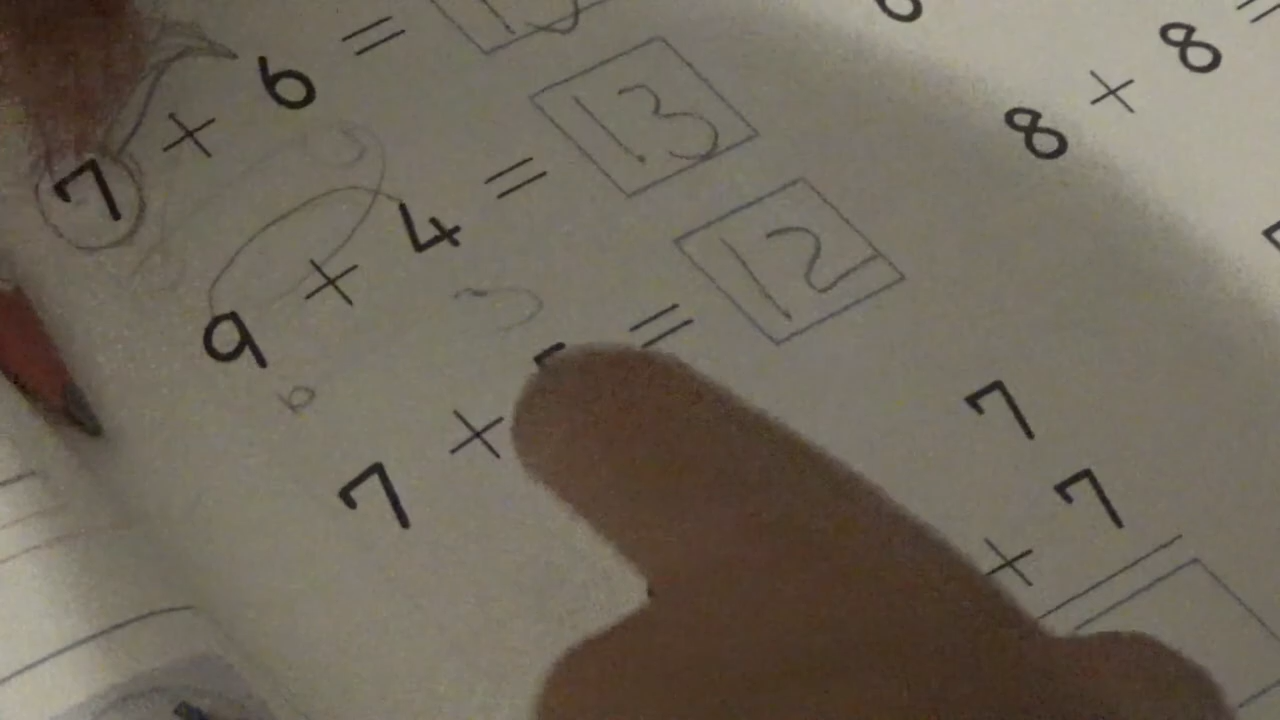 7 + 6 =
9 + 4 = 13
7 + = 12
8 + 8
7
+ 7